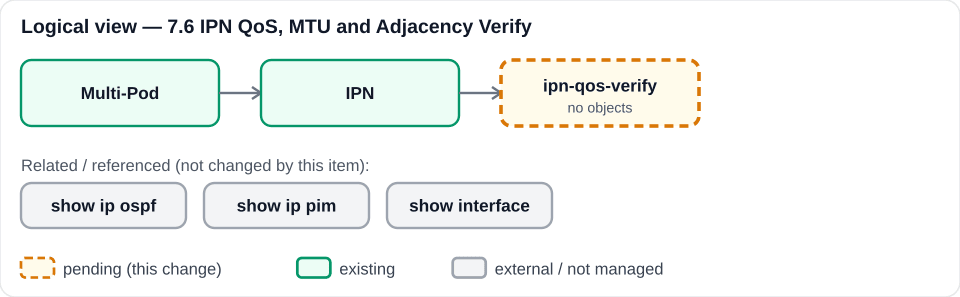 Logical view — 7.6 IPN QoS, MTU and Adjacency Verify
Multi-Pod
IPN
ipn-qos-verify
no objects
Related / referenced (not changed by this item):
show ip ospf
show ip pim
show interface
pending (this change)
existing
external / not managed